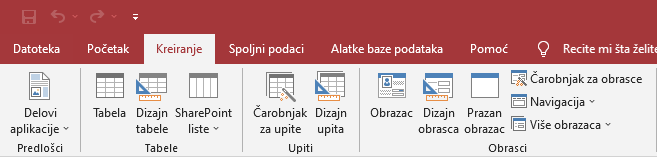 Datoteka Početak Kreiranje Spoljni podaci Alatke baze podataka Pomoć Recite mi šta želite
Delovi aplikacije
Tabela
Dizajn tabele
SharePoint liste
Čarobnjak za upite
Dizajn upita
Obrazac
Dizajn obrasca
Prazan obrazac
Čarobnjak za obrasce
Navigacija
Više obrazaca
Predlošci Tabele Upiti Obrasci